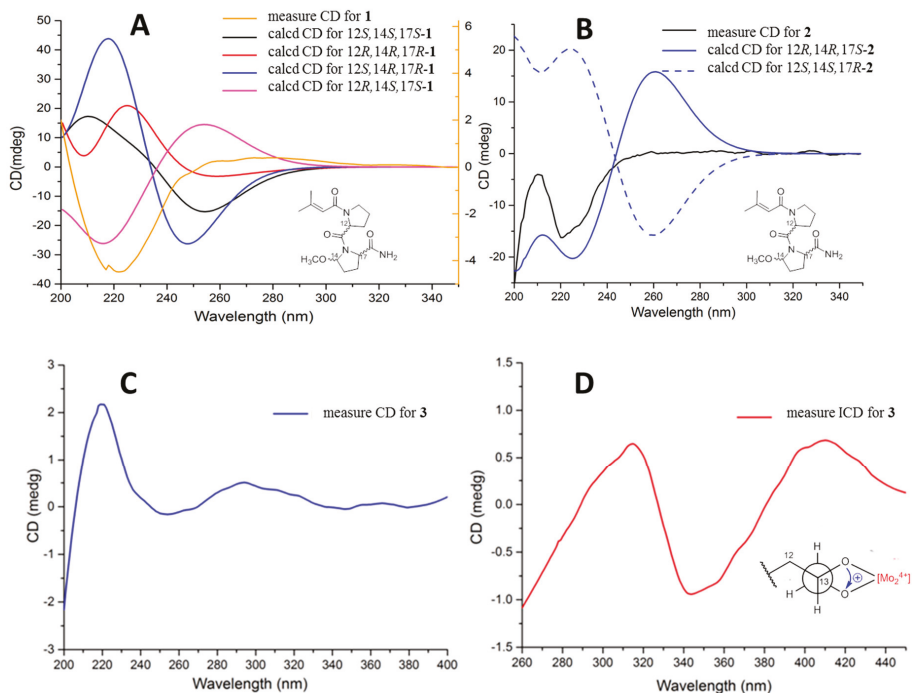 A
measure CD for 1
calcd CD for 12S,14S,17S-1
calcd CD for 12R,14R,17R-1
calcd CD for 12S,14R,17R-1
calcd CD for 12R,14S,17S-1
CD(mdeg)
50
40
30
20
10
0
-10
-20
-30
-40
6
4
2
0
-2
-4
200 220 240 260 280 300 320 340
Wavelength (nm)
O
N
12
O
O
N
NH2
H3CO
14
17
B
measure CD for 2
calcd CD for 12R,14R,17S-2
calcd CD for 12S,14S,17R-2
CD (mdeg)
20
10
0
-10
-20
200 220 240 260 280 300 320 340
Wavelength (nm)
O
N
12
O
O
N
NH2
H3CO
14
17
C
measure CD for 3
CD (medg)
3
2
1
0
-1
-2
-3
200 220 240 260 280 300 320 340 360 380 400
Wavelength (nm)
D
measure ICD for 3
CD (medg)
1.5
1.0
0.5
0.0
-0.5
-1.0
-1.5
260 280 300 320 340 360 380 400 420 440
Wavelength (nm)
12
H
O
13
+
[Mo2 4+]
H
O
H